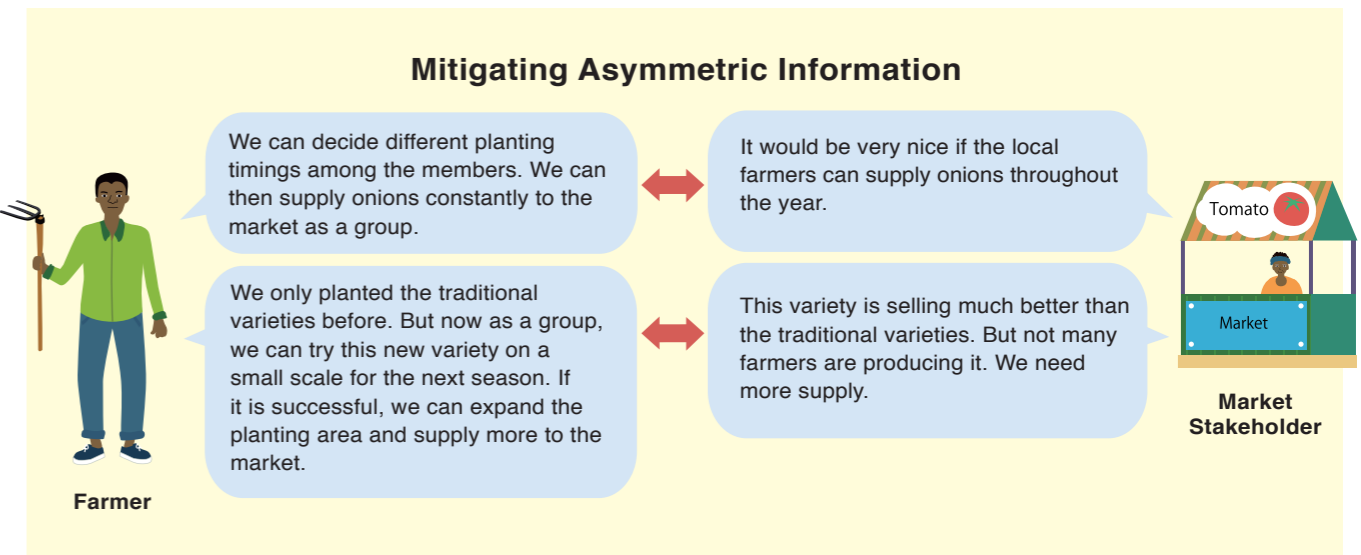 Mitigating Asymmetric Information
We can decide different planting
timings among the members. We can
then supply onions constantly to the
market as a group.
It would be very nice if the local
farmers can supply onions throughout
the year.
We only planted the traditional
varieties before. But now as a group,
we can try this new variety on a
small scale for the next season. If
it is successful, we can expand the
planting area and supply more to the
market.
This variety is selling much better than
the traditional varieties. But not many
farmers are producing it. We need
more supply.
Tomato
Market
Farmer
Market
Stakeholder